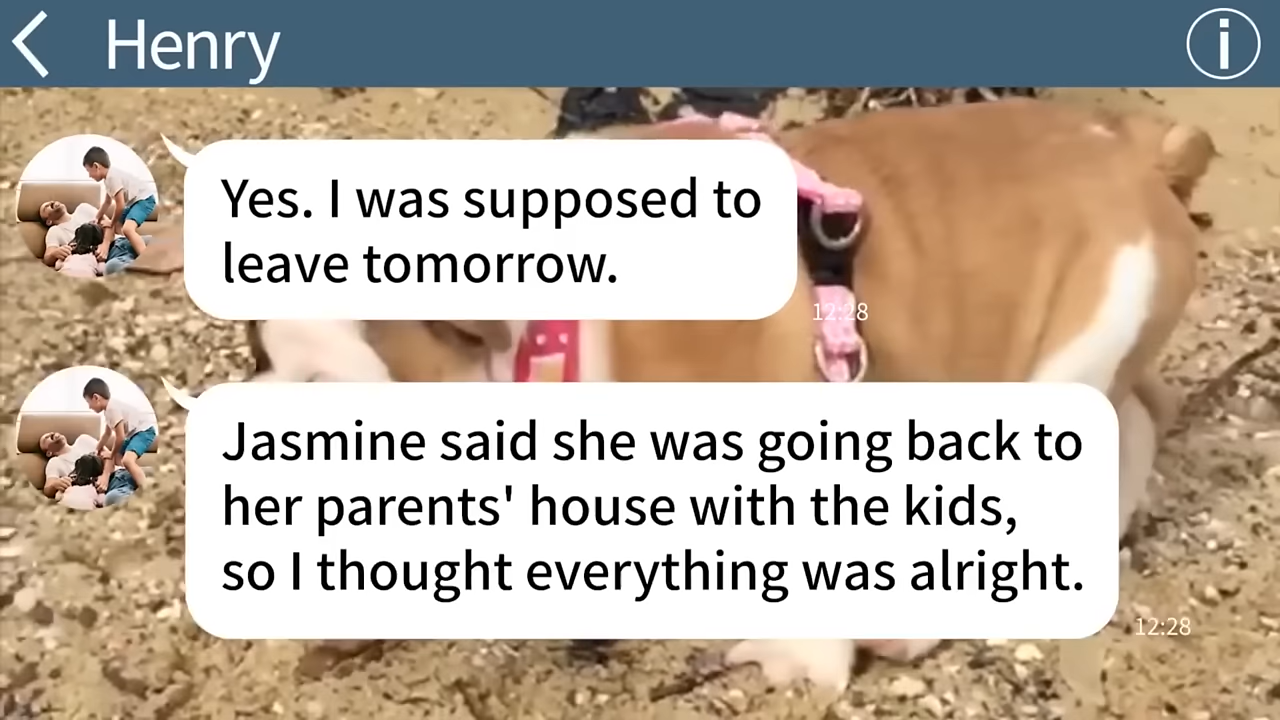 Henry
i
Yes. I was supposed to
leave tomorrow.
12:28
Jasmine said she was going back to
her parents' house with the kids,
so I thought everything was alright.
12:28